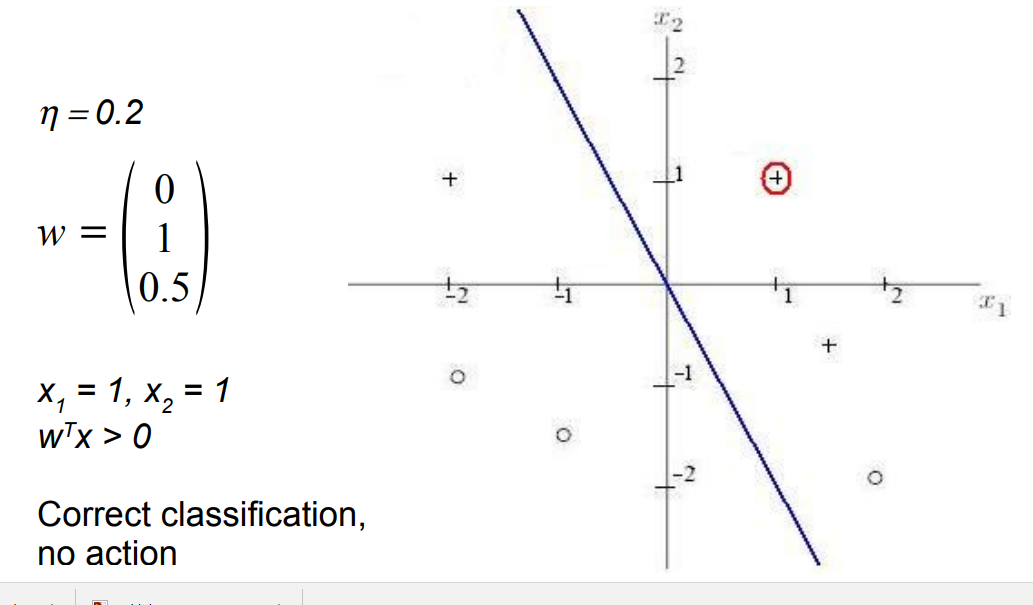 η = 0.2
w = ( 0
1
0.5 )
x₁ = 1, x₂ = 1
wᵀx > 0
Correct classification,
no action
x₂
2
1
-2 -1 1 2
x₁
-1
-2